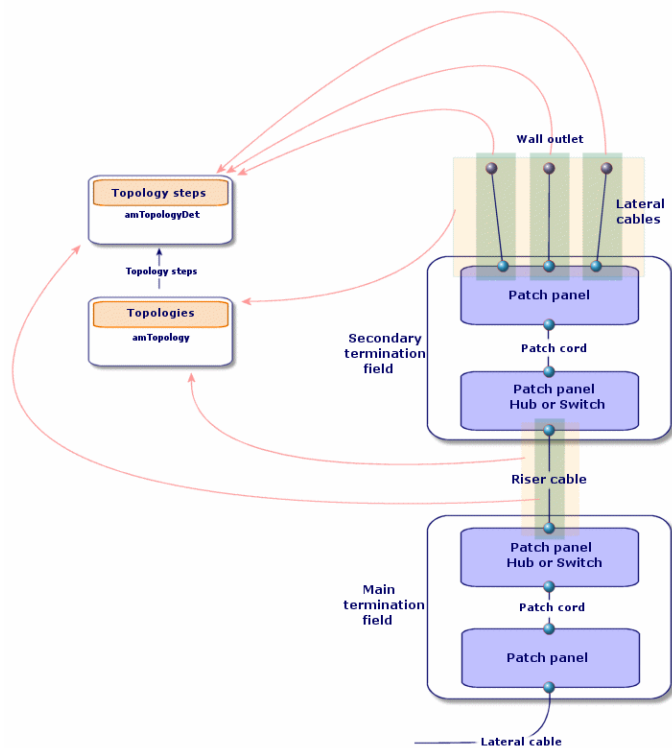 Wall outlet
Topology steps
amTopologyDet
Lateral
cables
Topology steps
Topologies
amTopology
Patch panel
Secondary
termination
field
Patch cord
Patch panel
Hub or Switch
Riser cable
Patch panel
Hub or Switch
Main
termination
field
Patch cord
Patch panel
Lateral cable